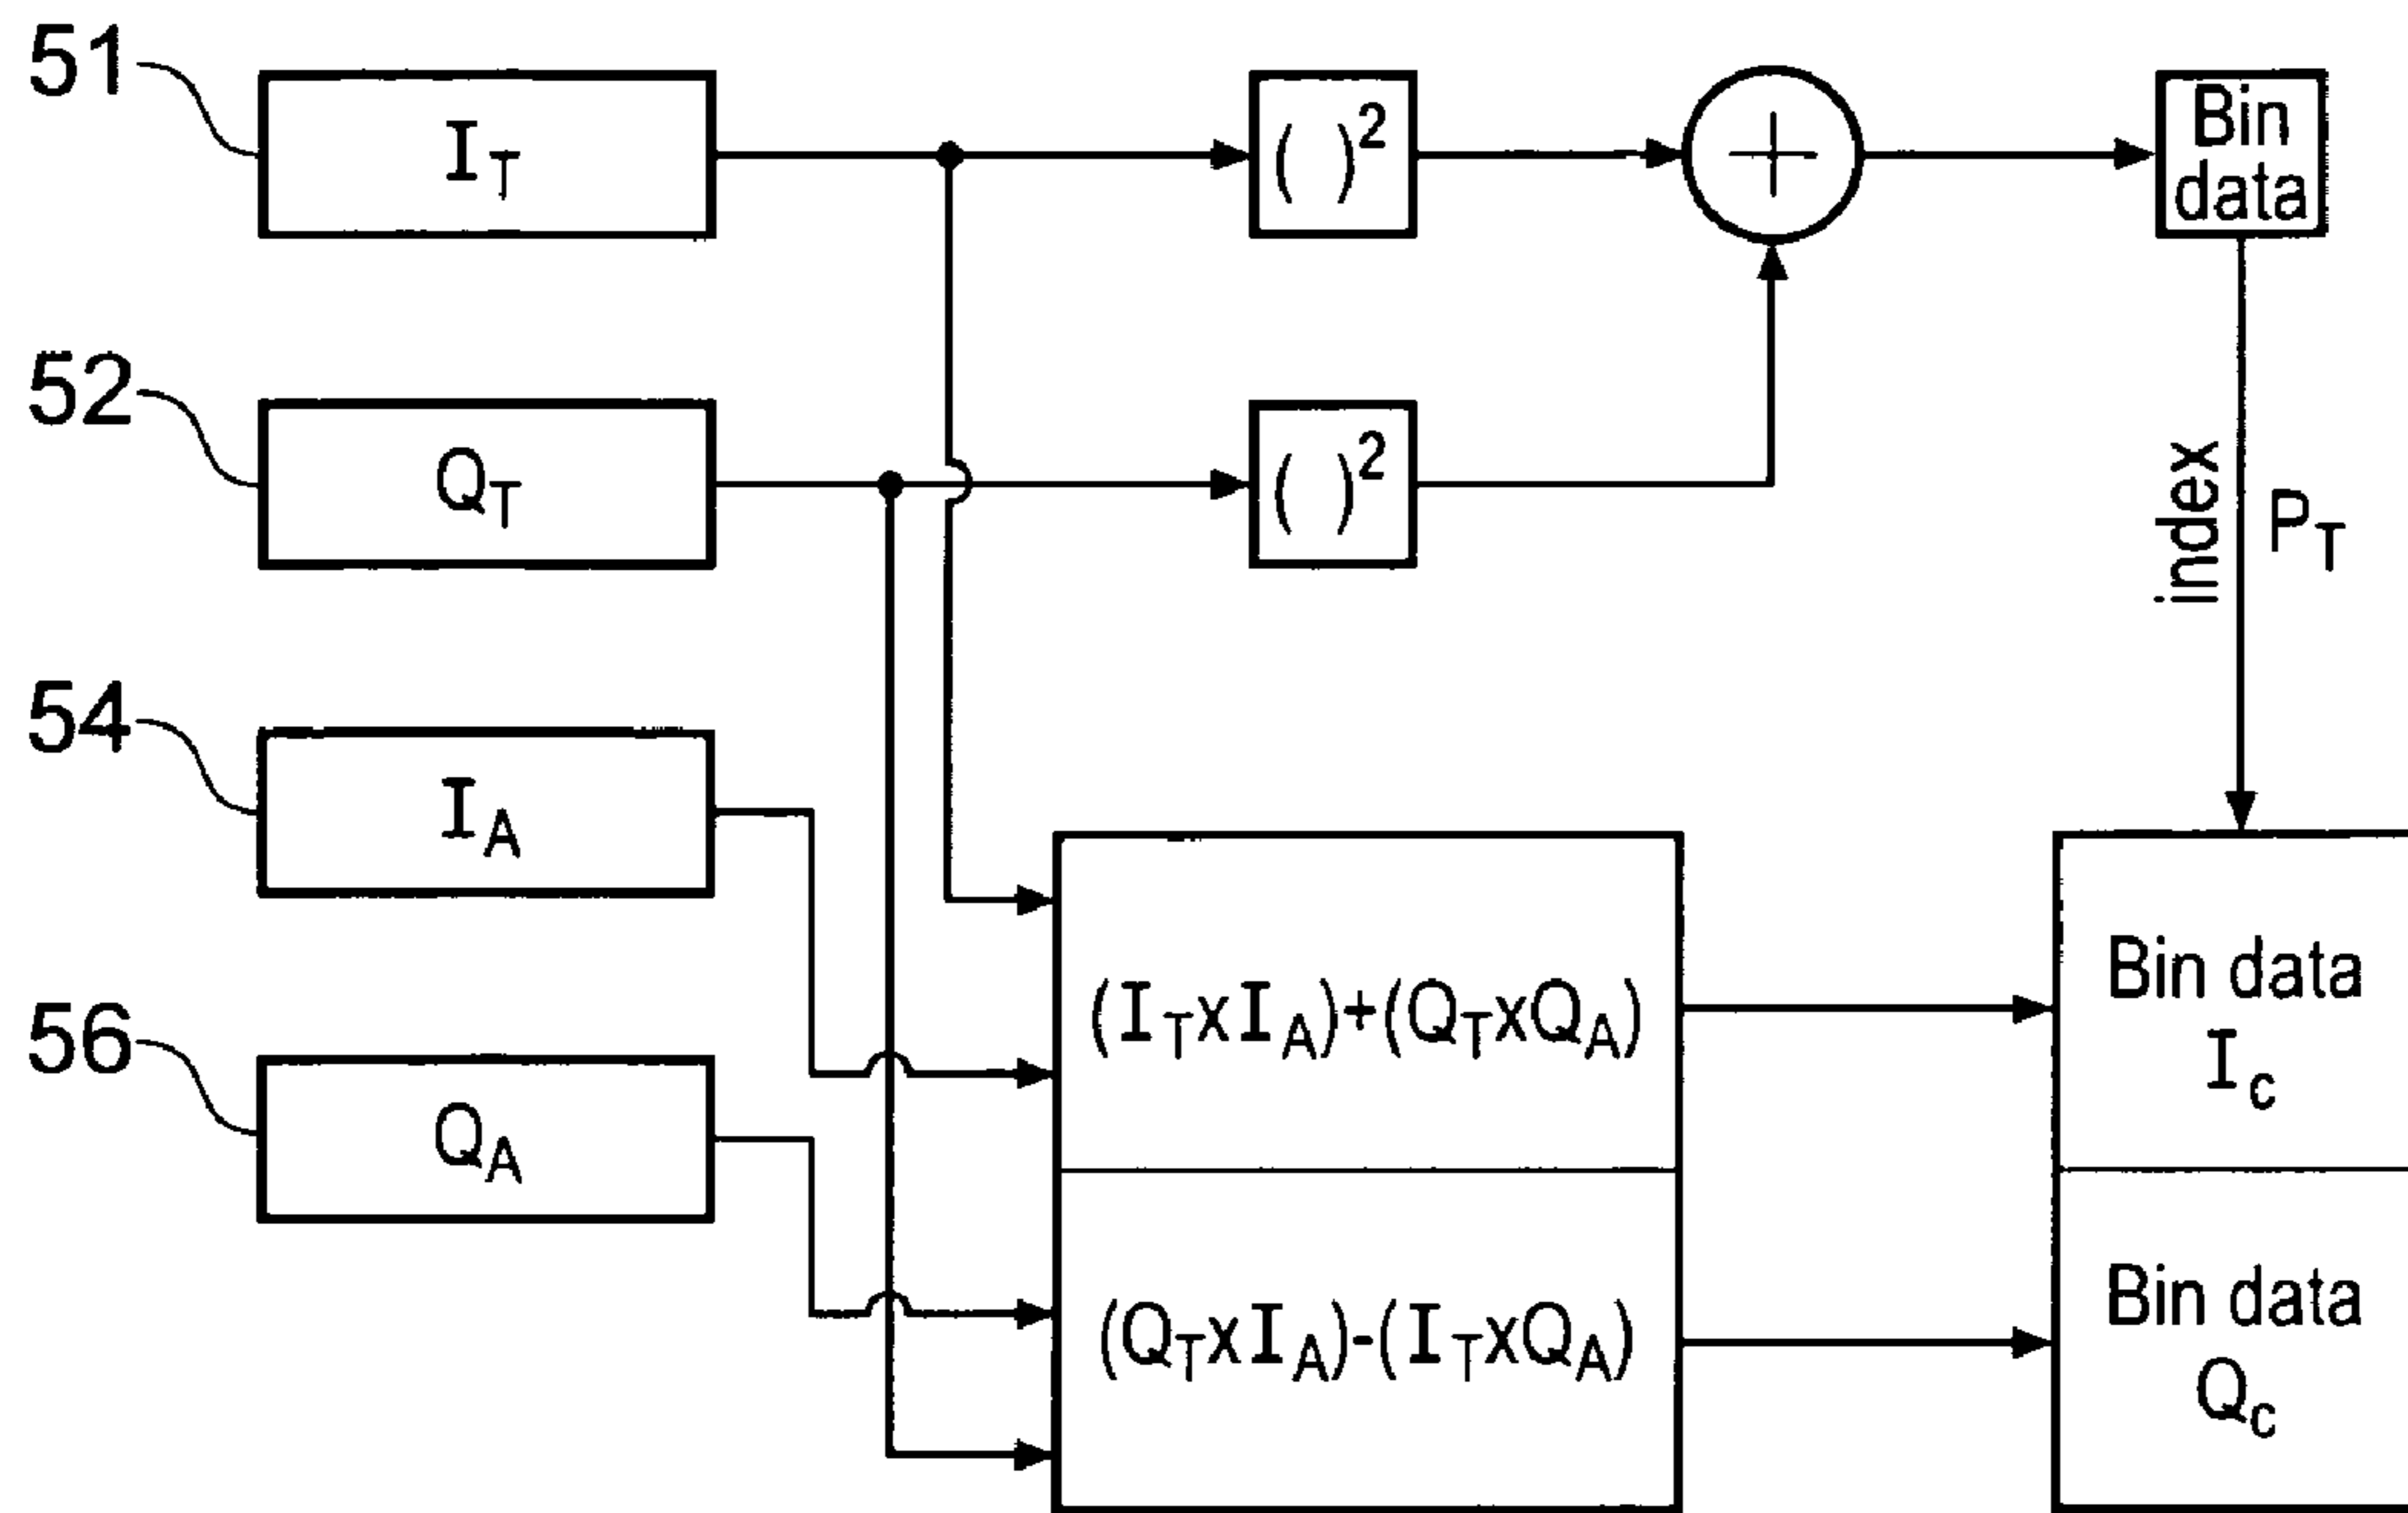 51
I_T
( )²
+
Bin
data
52
Q_T
( )²
index
P_T
54
I_A
56
Q_A
(I_TxI_A)+(Q_TxQ_A)
Bin data
I_c
(Q_TxI_A)-(I_TxQ_A)
Bin data
Q_c